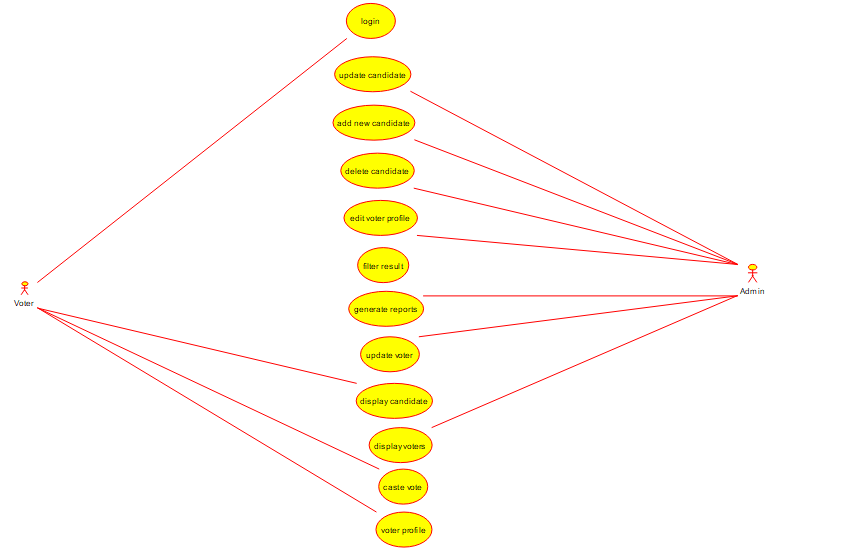 login
update candidate
add new candidate
delete candidate
edit voter profile
filter result
Voter
Admin
generate reports
update voter
display candidate
display voters
caste vote
voter profile